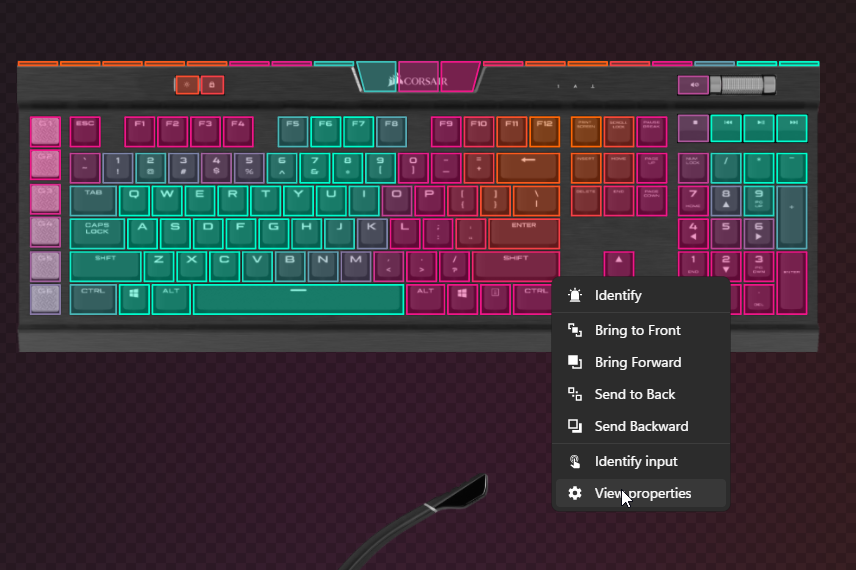 CORSAIR
G1
ESC F1 F2 F3 F4 F5 F6 F7 F8 F9 F10 F11 F12 PRINT SCREEN SCROLL LOCK PAUSE BREAK
G2
1 2 3 4 5 6 7 8 9 0 - = +
! @ # $ % ^ & * (
INSERT HOME PAGE UP NUM LOCK / * -
G3
TAB Q W E R T Y U I O P [ ] \
DELETE END PAGE DOWN 7 HOME 8 9 PG UP +
G4
CAPS LOCK A S D F G H J K L ; ENTER
4 5 6
G5
SHIFT Z X C V B N M < > / ? SHIFT
1 END 2 3 PG DN ENTER
G6
CTRL ALT ALT CTRL
DEL
Identify
Bring to Front
Bring Forward
Send to Back
Send Backward
Identify input
View properties